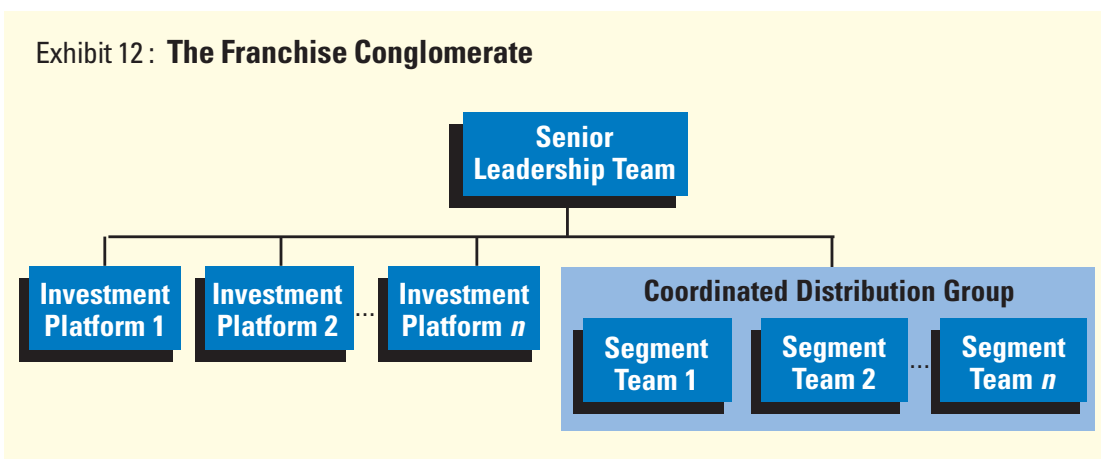 Exhibit 12 : The Franchise Conglomerate
Senior
Leadership Team
Investment
Platform 1
Investment
Platform 2
...
Investment
Platform n
Coordinated Distribution Group
Segment
Team 1
Segment
Team 2
...
Segment
Team n